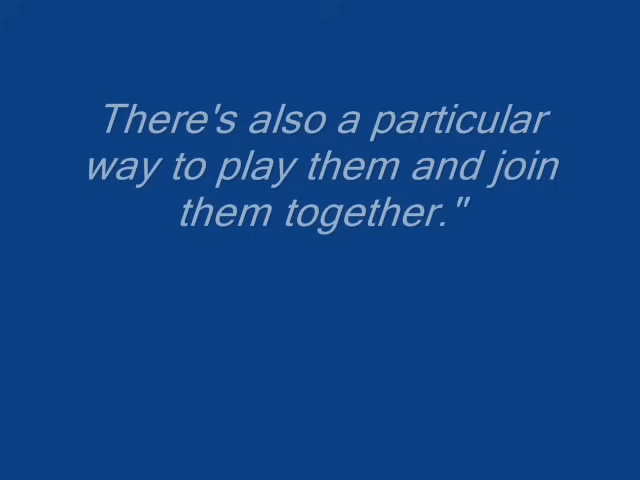 There's also a particular
way to play them and join
them together."